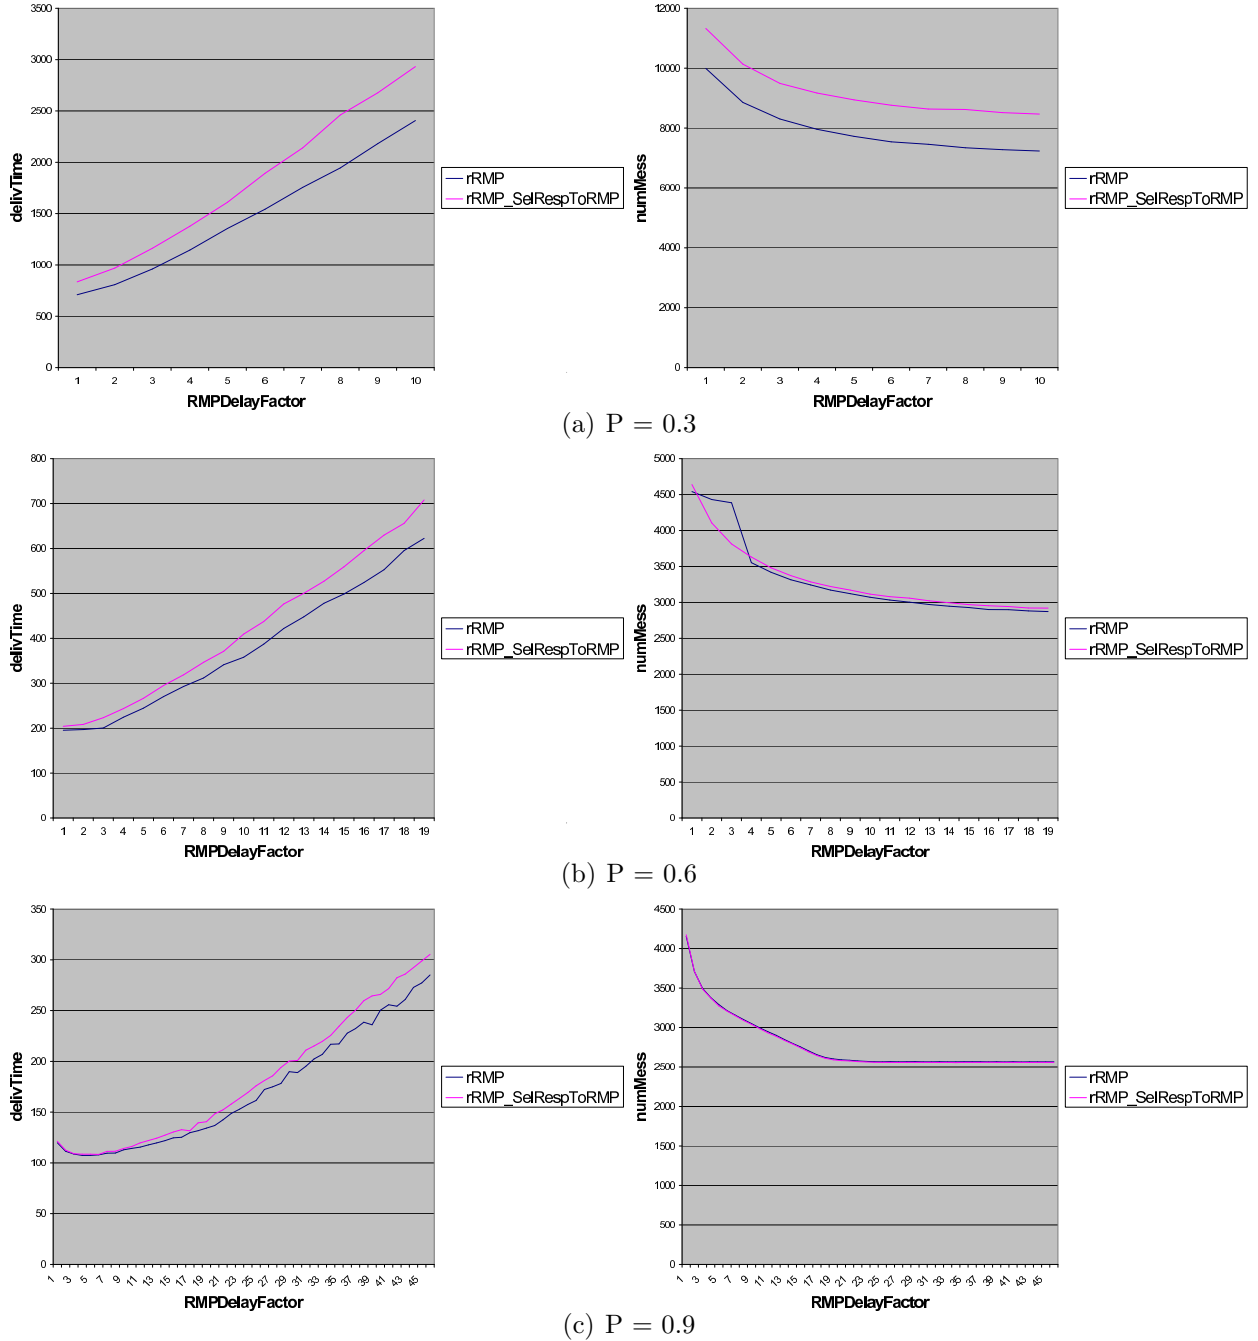 3500
3000
2500
2000
1500
1000
500
0
delivTime
1 2 3 4 5 6 7 8 9 10
RMPDelayFactor
rRMP
rRMP_SelRespToRMP
12000
10000
8000
6000
4000
2000
0
numMess
1 2 3 4 5 6 7 8 9 10
RMPDelayFactor
rRMP
rRMP_SelRespToRMP
(a) P = 0.3
800
700
600
500
400
300
200
100
0
delivTime
1 2 3 4 5 6 7 8 9 10 11 12 13 14 15 16 17 18 19
RMPDelayFactor
rRMP
rRMP_SelRespToRMP
5000
4500
4000
3500
3000
2500
2000
1500
1000
500
0
numMess
1 2 3 4 5 6 7 8 9 10 11 12 13 14 15 16 17 18 19
RMPDelayFactor
rRMP
rRMP_SelRespToRMP
(b) P = 0.6
350
300
250
200
150
100
50
0
delivTime
1 3 5 7 9 11 13 15 17 19 21 23 25 27 29 31 33 35 37 39 41 43 45
RMPDelayFactor
rRMP
rRMP_SelRespToRMP
4500
4000
3500
3000
2500
2000
1500
1000
500
0
numMess
1 3 5 7 9 11 13 15 17 19 21 23 25 27 29 31 33 35 37 39 41 43 45
RMPDelayFactor
rRMP
rRMP_SelRespToRMP
(c) P = 0.9